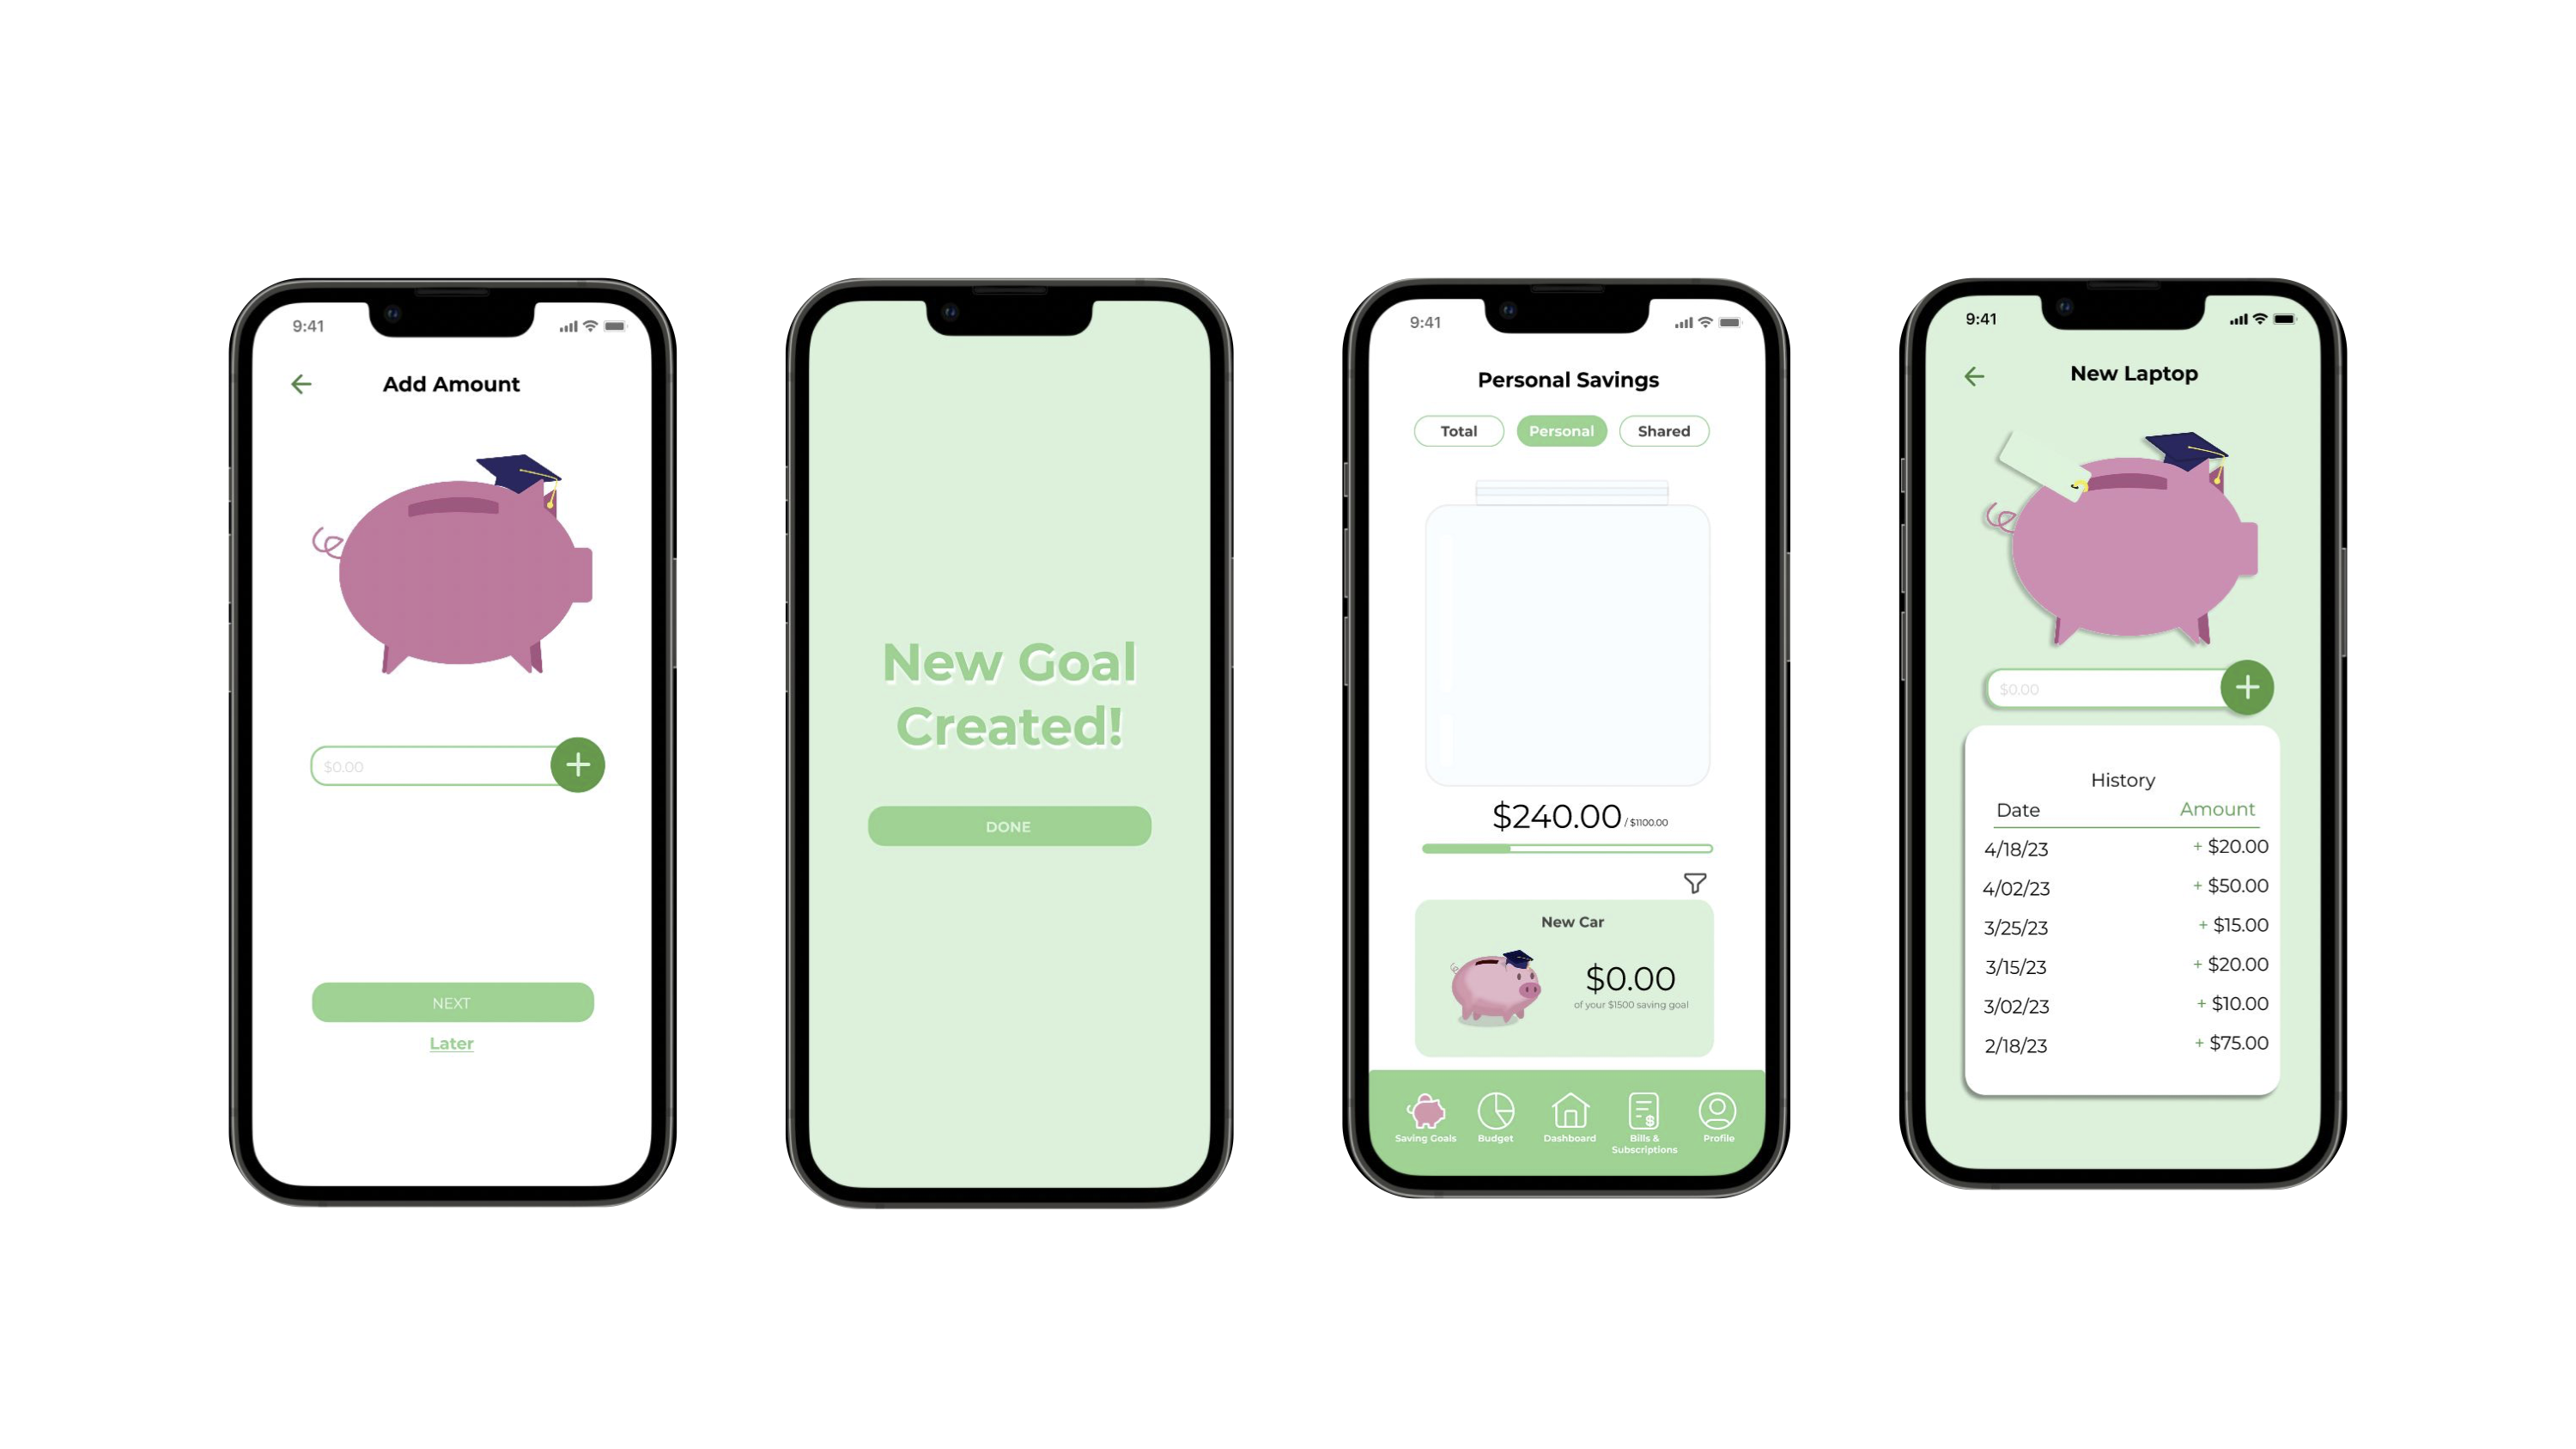 9:41
Add Amount
$0.00
NEXT
Later
New Goal
Created!
DONE
9:41
Personal Savings
Total Personal Shared
$240.00 / $1100.00
New Car
$0.00
of your $1500 saving goal
Saving Goals Budget Dashboard Bills & Profile
Subscriptions
9:41
New Laptop
$0.00
History
Date Amount
4/18/23 + $20.00
4/02/23 + $50.00
3/25/23 + $15.00
3/15/23 + $20.00
3/02/23 + $10.00
2/18/23 + $75.00